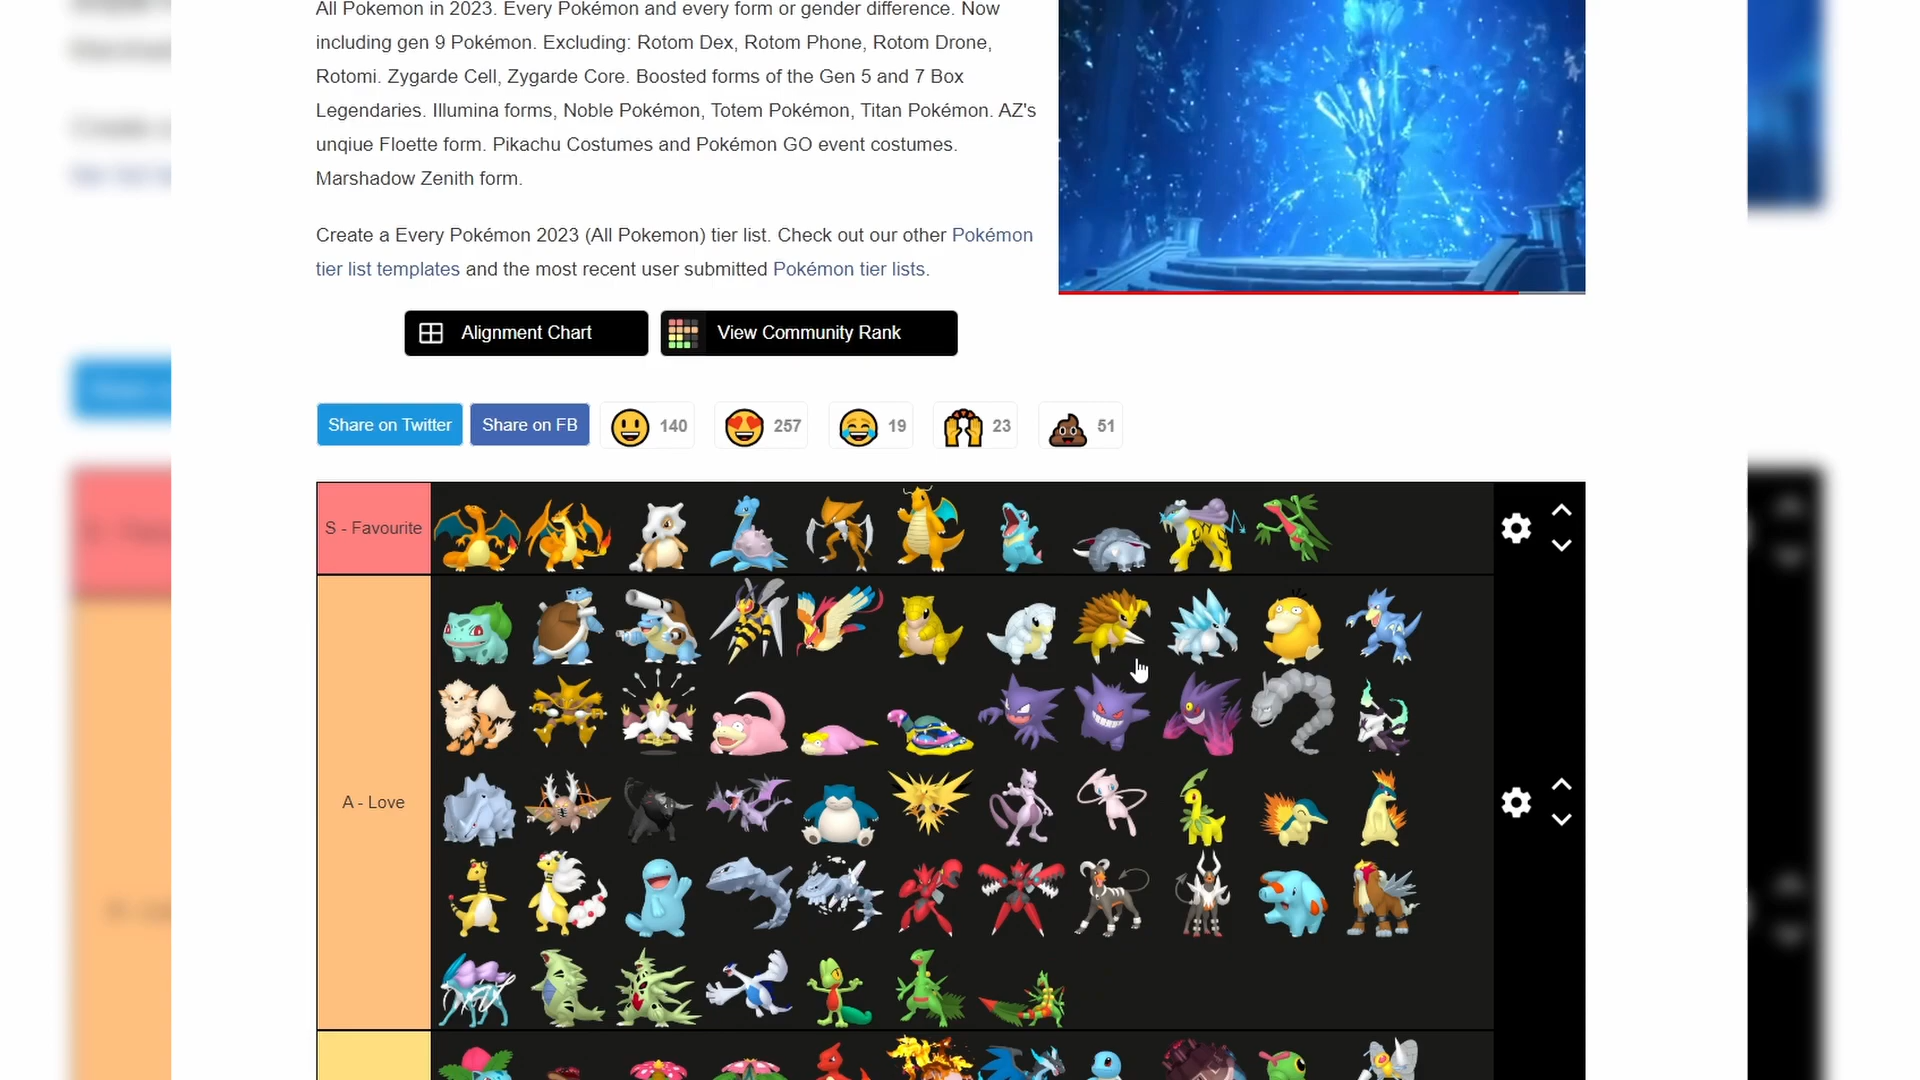 All Pokemon in 2023. Every Pokémon and every form or gender difference. Now
including gen 9 Pokémon. Excluding: Rotom Dex, Rotom Phone, Rotom Drone,
Rotomi. Zygarde Cell, Zygarde Core. Boosted forms of the Gen 5 and 7 Box
Legendaries. Illumina forms, Noble Pokémon, Totem Pokémon, Titan Pokémon. AZ's
unqiue Floette form. Pikachu Costumes and Pokémon GO event costumes.
Marshadow Zenith form.
Create a Every Pokémon 2023 (All Pokemon) tier list. Check out our other Pokémon
tier list templates and the most recent user submitted Pokémon tier lists.
Alignment Chart
View Community Rank
Share on Twitter
Share on FB
140
257
19
23
51
S - Favourite
A - Love